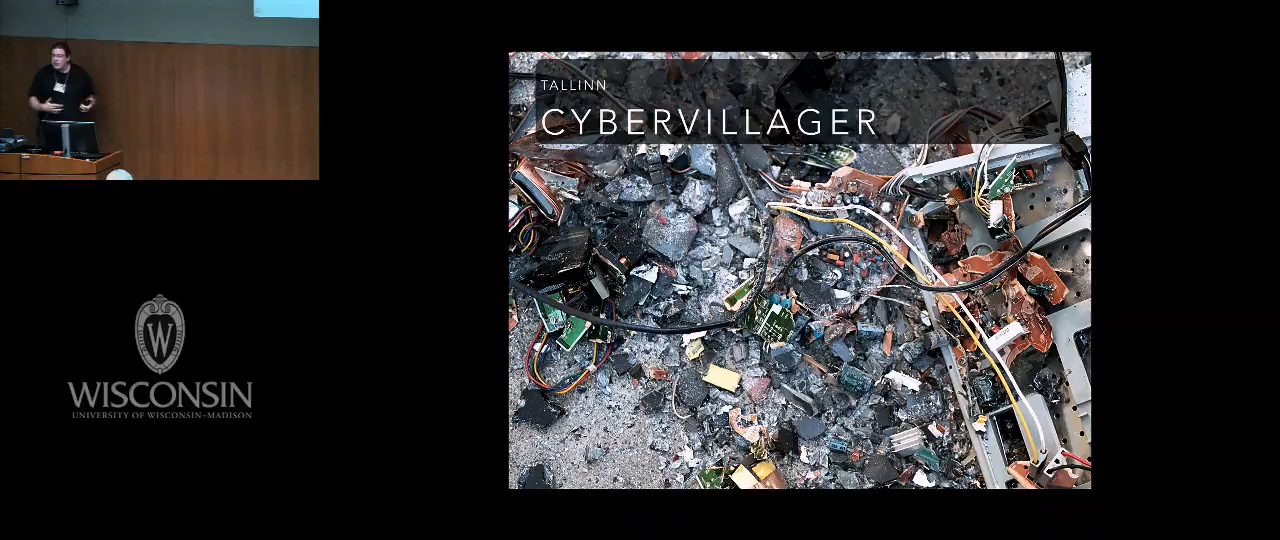 TALLINN
CYBERVILLAGER
W
WISCONSIN
UNIVERSITY OF WISCONSIN–MADISON